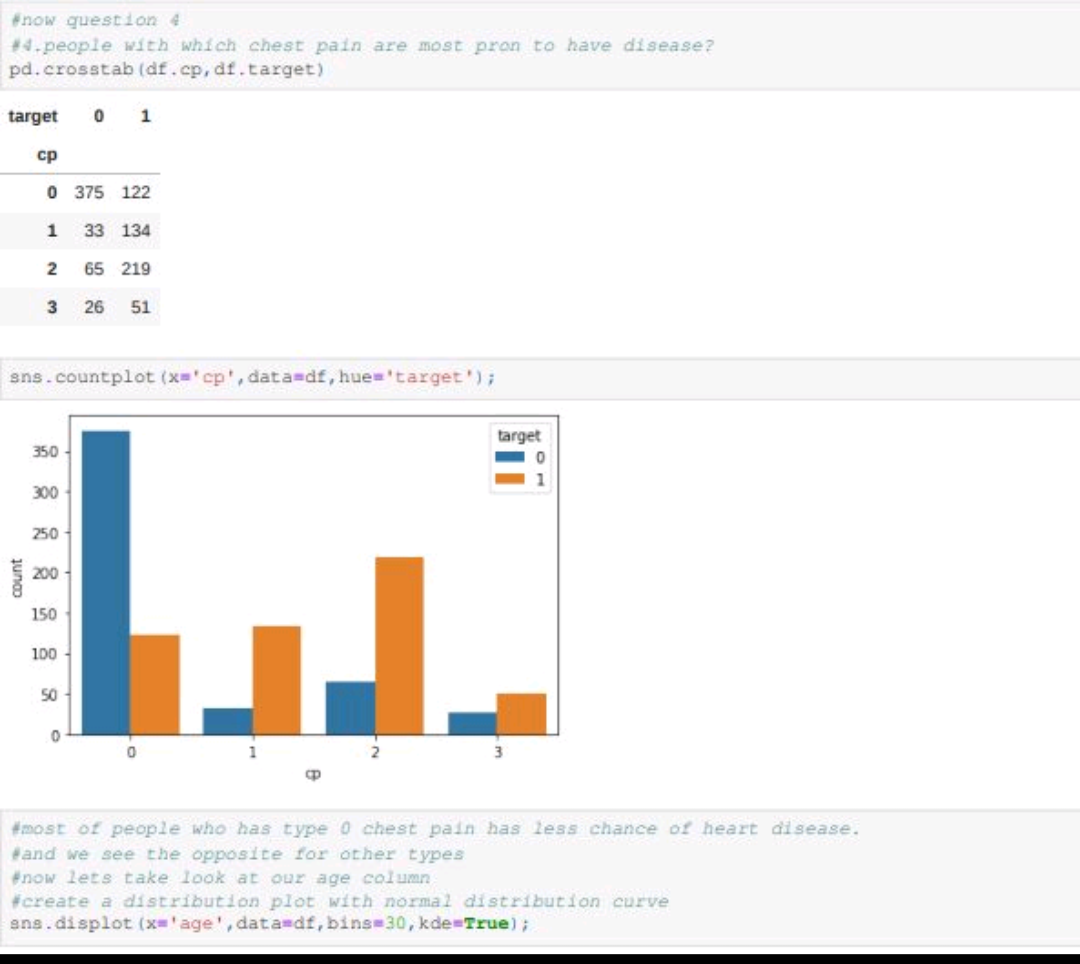 #now question 4
#4.people with which chest pain are most pron to have disease?
pd.crosstab(df.cp,df.target)
target 0 1
cp
0 375 122
1 33 134
2 65 219
3 26 51
sns.countplot(x='cp',data=df,hue='target');
target
0
1
350
300
250
200
150
100
50
0
count
0 1 2 3
cp
#most of people who has type 0 chest pain has less chance of heart disease.
#and we see the opposite for other types
#now lets take look at our age column
#create a distribution plot with normal distribution curve
sns.displot(x='age',data=df,bins=30,kde=True);